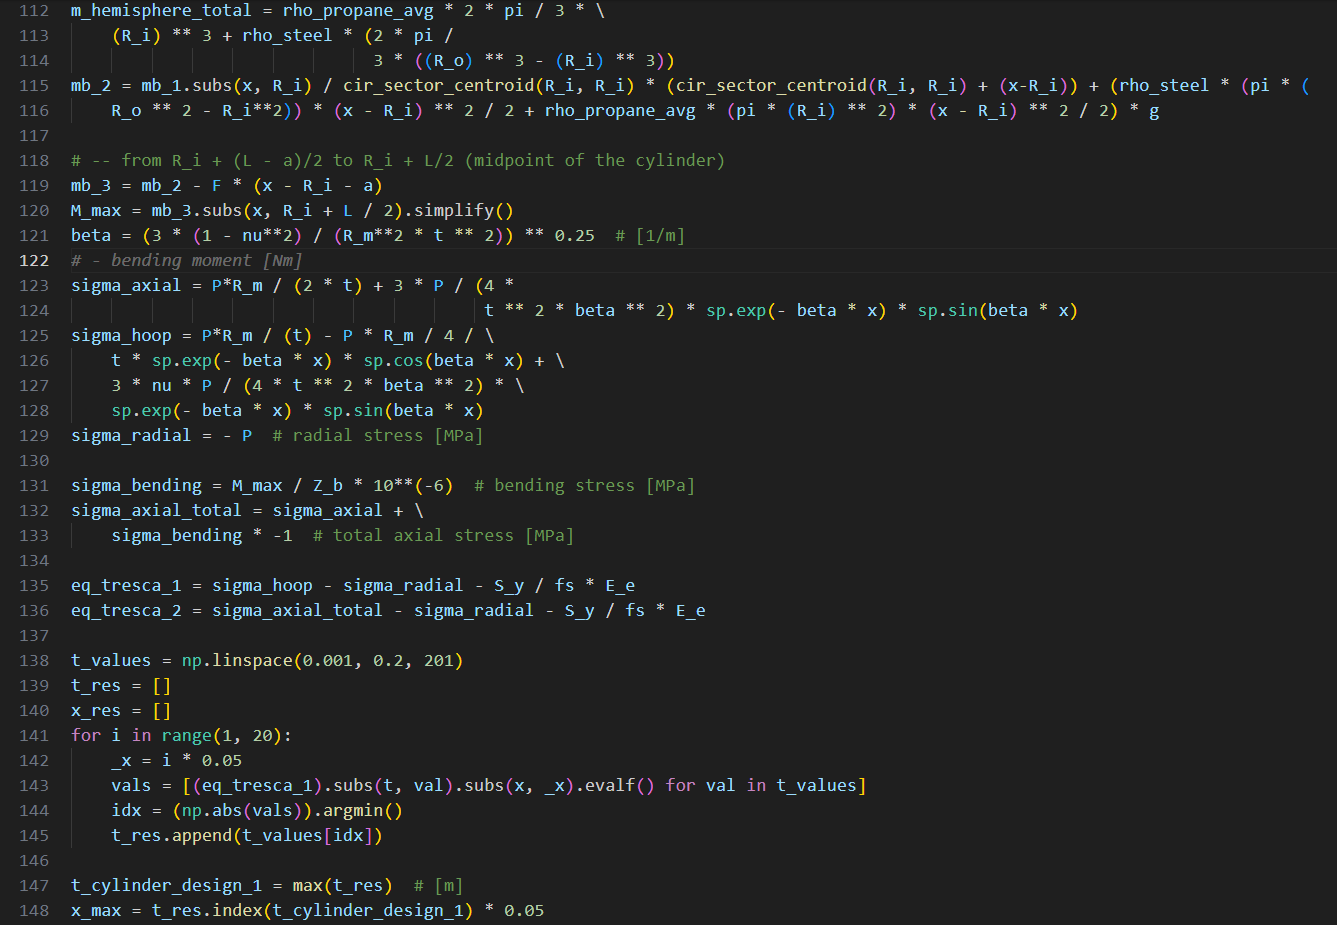 112 m_hemisphere_total = rho_propane_avg * 2 * pi / 3 * \
113     (R_i) ** 3 + rho_steel * (2 * pi /
114                               3 * ((R_o) ** 3 - (R_i) ** 3))
115 mb_2 = mb_1.subs(x, R_i) / cir_sector_centroid(R_i, R_i) * (cir_sector_centroid(R_i, R_i) + (x-R_i)) + (rho_steel * (pi * (
116     R_o ** 2 - R_i**2)) * (x - R_i) ** 2 / 2 + rho_propane_avg * (pi * (R_i) ** 2) * (x - R_i) ** 2 / 2) * g
117
118 # -- from R_i + (L - a)/2 to R_i + L/2 (midpoint of the cylinder)
119 mb_3 = mb_2 - F * (x - R_i - a)
120 M_max = mb_3.subs(x, R_i + L / 2).simplify()
121 beta = (3 * (1 - nu**2) / (R_m**2 * t ** 2)) ** 0.25  # [1/m]
122 # - bending moment [Nm]
123 sigma_axial = P*R_m / (2 * t) + 3 * P / (4 *
124                                          t ** 2 * beta ** 2) * sp.exp(- beta * x) * sp.sin(beta * x)
125 sigma_hoop = P*R_m / (t) - P * R_m / 4 / \
126     t * sp.exp(- beta * x) * sp.cos(beta * x) + \
127     3 * nu * P / (4 * t ** 2 * beta ** 2) * \
128     sp.exp(- beta * x) * sp.sin(beta * x)
129 sigma_radial = - P  # radial stress [MPa]
130
131 sigma_bending = M_max / Z_b * 10**(-6)  # bending stress [MPa]
132 sigma_axial_total = sigma_axial + \
133     sigma_bending * -1  # total axial stress [MPa]
134
135 eq_tresca_1 = sigma_hoop - sigma_radial - S_y / fs * E_e
136 eq_tresca_2 = sigma_axial_total - sigma_radial - S_y / fs * E_e
137
138 t_values = np.linspace(0.001, 0.2, 201)
139 t_res = []
140 x_res = []
141 for i in range(1, 20):
142     _x = i * 0.05
143     vals = [(eq_tresca_1).subs(t, val).subs(x, _x).evalf() for val in t_values]
144     idx = (np.abs(vals)).argmin()
145     t_res.append(t_values[idx])
146
147 t_cylinder_design_1 = max(t_res)  # [m]
148 x_max = t_res.index(t_cylinder_design_1) * 0.05